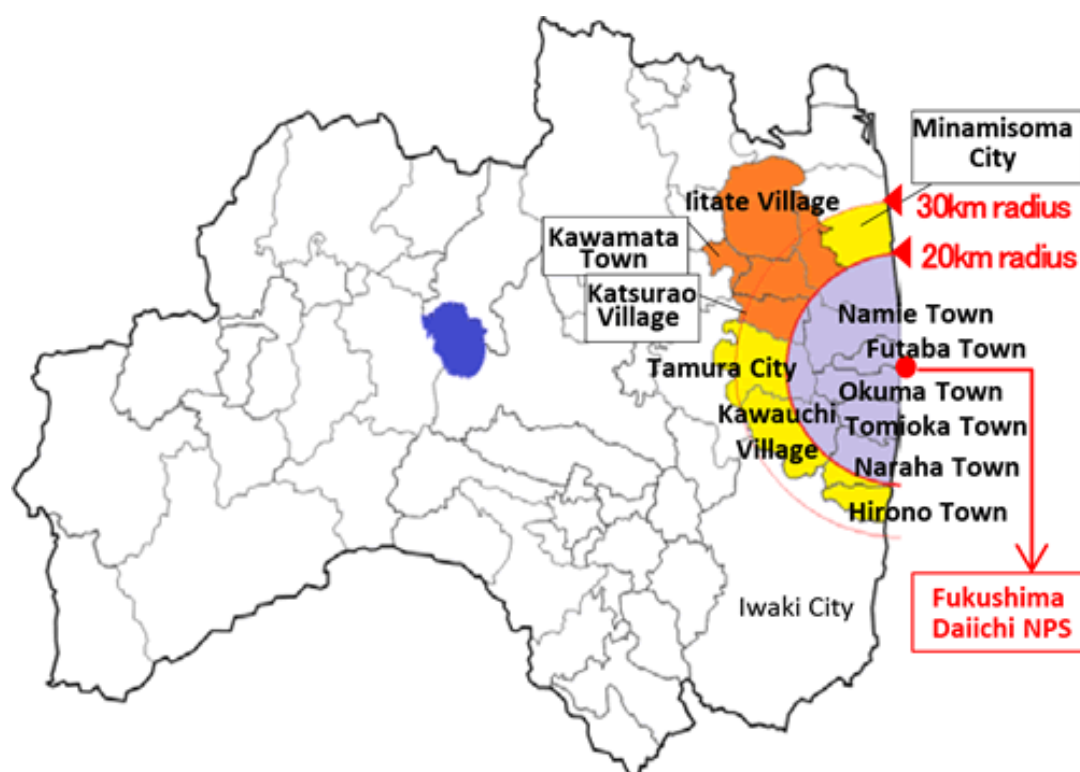 Minamisoma
City
30km radius
Iitate Village
Kawamata
Town
20km radius
Katsurao
Village
Namie Town
Futaba Town
Tamura City
Okuma Town
Kawauchi
Village
Tomioka Town
Naraha Town
Hirono Town
Iwaki City
Fukushima
Daiichi NPS